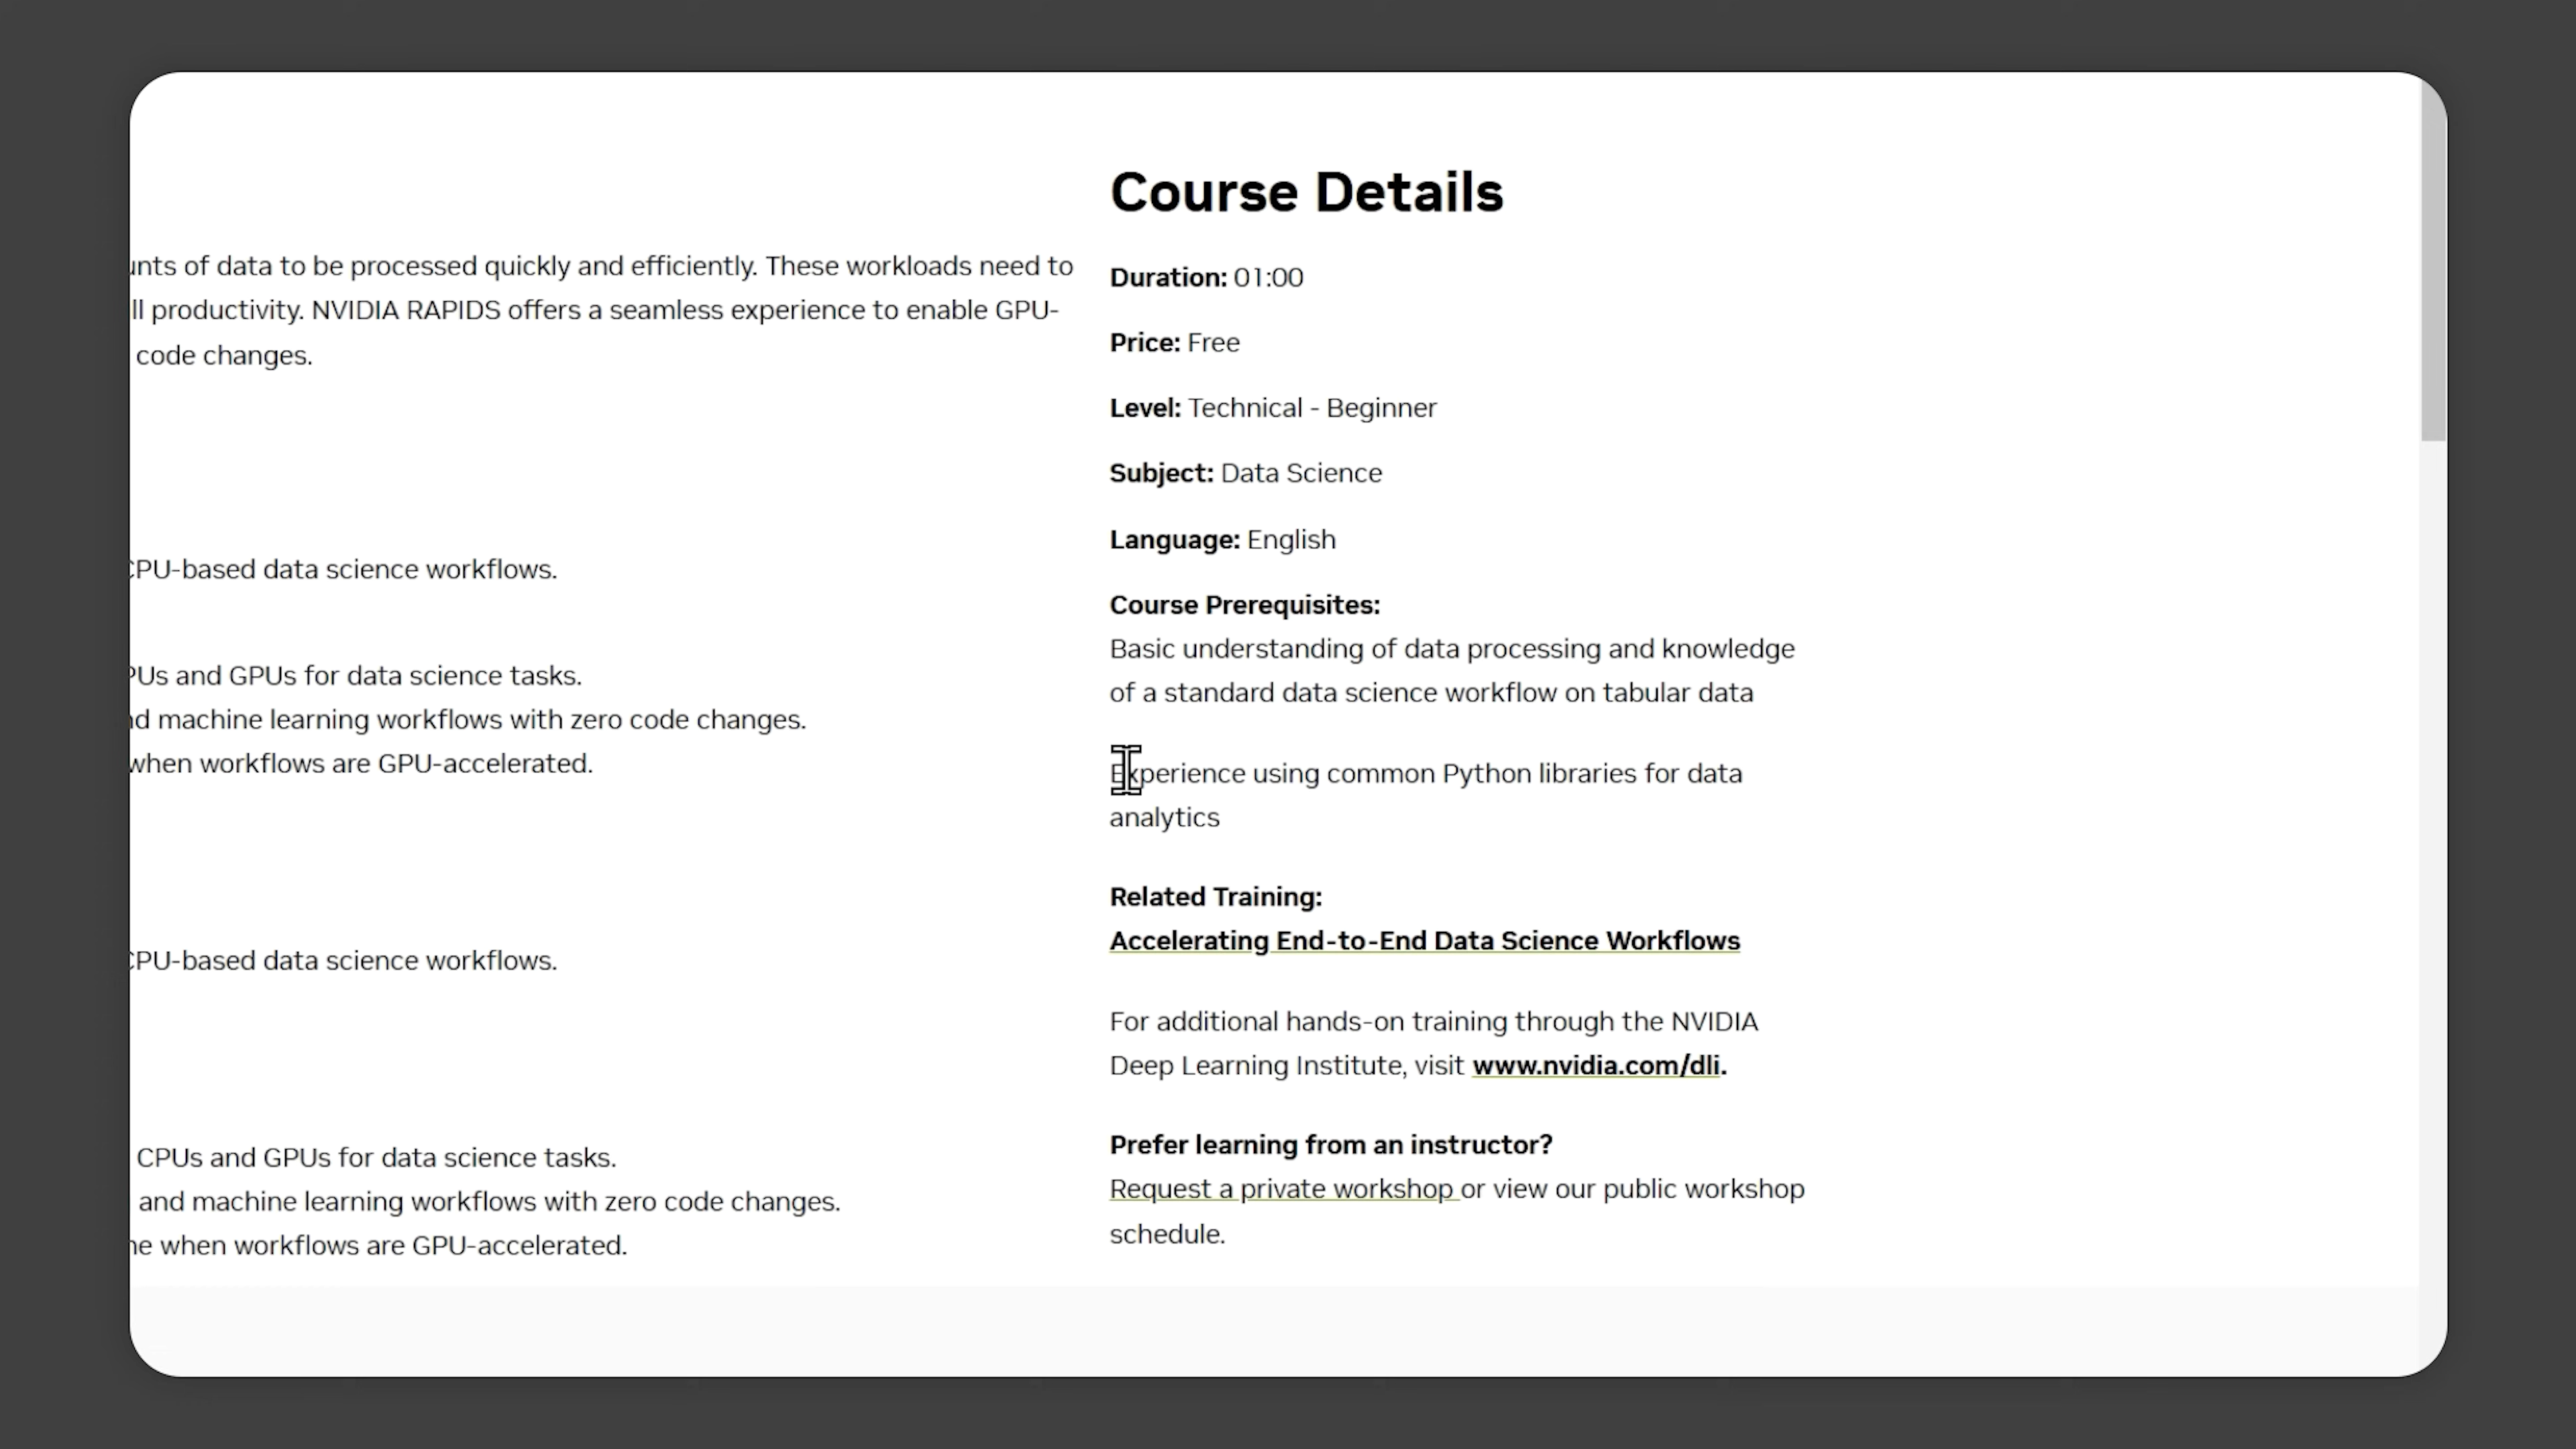 unts of data to be processed quickly and efficiently. These workloads need to
ll productivity. NVIDIA RAPIDS offers a seamless experience to enable GPU-
code changes.
CPU-based data science workflows.
PUs and GPUs for data science tasks.
nd machine learning workflows with zero code changes.
when workflows are GPU-accelerated.
CPU-based data science workflows.
CPUs and GPUs for data science tasks.
and machine learning workflows with zero code changes.
ne when workflows are GPU-accelerated.
Course Details
Duration: 01:00
Price: Free
Level: Technical - Beginner
Subject: Data Science
Language: English
Course Prerequisites:
Basic understanding of data processing and knowledge
of a standard data science workflow on tabular data
Experience using common Python libraries for data
analytics
Related Training:
Accelerating End-to-End Data Science Workflows
For additional hands-on training through the NVIDIA
Deep Learning Institute, visit www.nvidia.com/dli.
Prefer learning from an instructor?
Request a private workshop or view our public workshop
schedule.